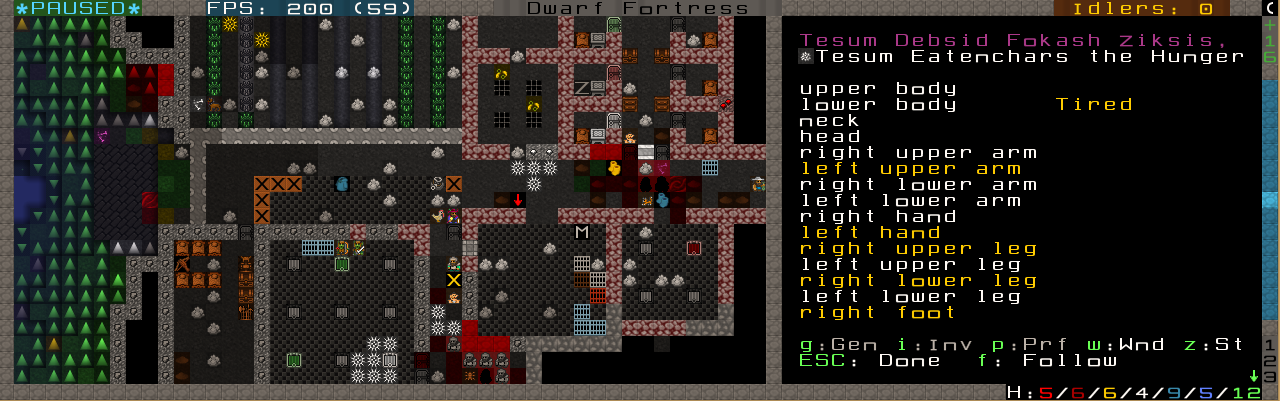 *PAUSED*
FPS: 200 (59)
Dwarf Fortress
Idlers: 0
Tesum Debsid Fokash Ziksis,
Tesum Eatenchars the Hunger
upper body
lower body Tired
neck
head
right upper arm
left upper arm
right lower arm
left lower arm
right hand
left hand
right upper leg
left upper leg
right lower leg
left lower leg
right foot
g:Gen i:Inv p:Prf w:Wnd z:St
ESC: Done f: Follow
H:5/6/6/4/9/5/12